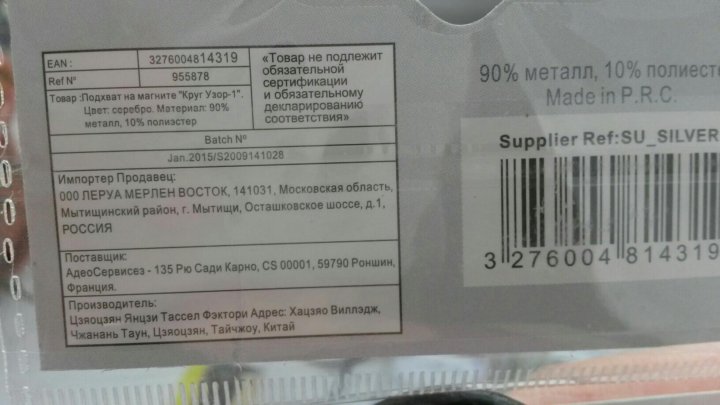 EAN : 3276004814319
Ref № 955878
«Товар не подлежит
обязательной
сертификации
и обязательному
декларированию
соответствия»
Товар :Подхват на магните "Круг Узор-1".
Цвет: серебро. Материал: 90%
металл, 10% полиэстер
Batch №
Jan.2015/S2009141028
Импортер Продавец:
ООО ЛЕРУА МЕРЛЕН ВОСТОК, 141031, Московская область,
Мытищинский район, г. Мытищи, Осташковское шоссе, д.1,
РОССИЯ
Поставщик:
АдеоСервисез - 135 Рю Сади Карно, CS 00001, 59790 Роншин,
Франция.
Производитель:
Цзяоцзян Янцзи Тассел Фэктори Адрес: Хацзяо Виллэдж,
Чжанань Таун, Цзяоцзян, Тайчжоу, Китай
90% металл, 10% полиэсте
Made in P.R.C.
Supplier Ref:SU_SILVER
3 276004 814319